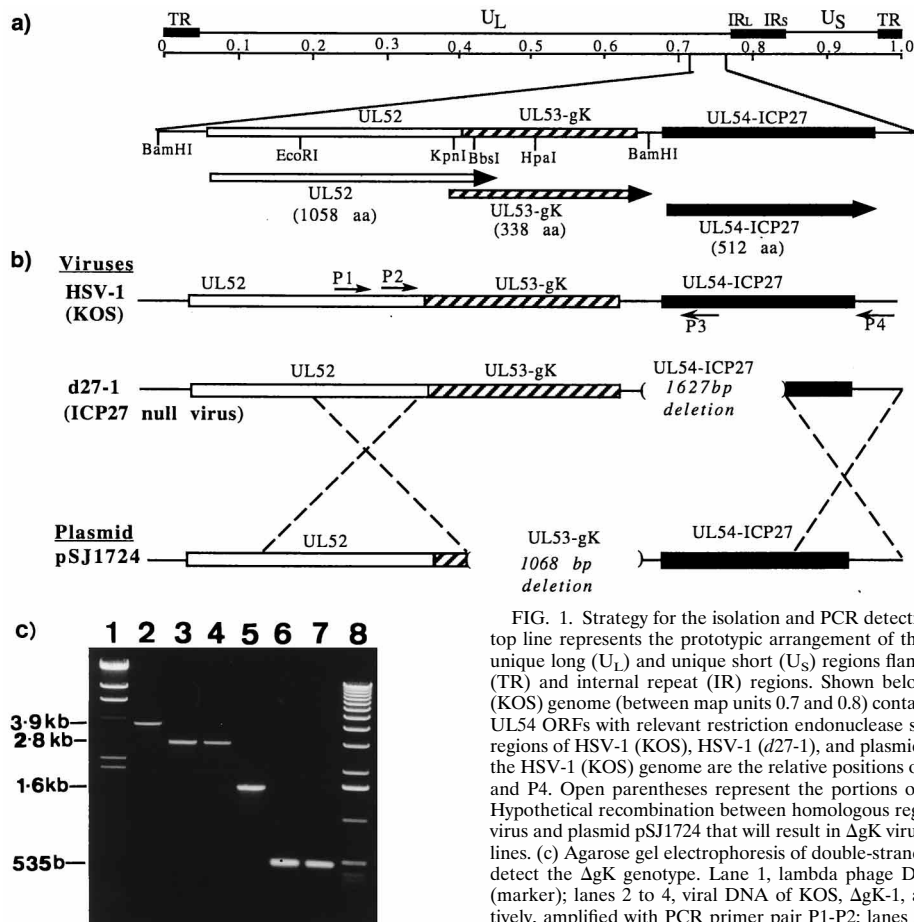 a)
TR
UL
IRL IRS
US
TR
0 0.1 0.2 0.3 0.4 0.5 0.6 0.7 0.8 0.9 1.0
UL52
UL53-gK
UL54-ICP27
BamHI
EcoRI
KpnI
BbsI
HpaI
BamHI
UL52
(1058 aa)
UL53-gK
(338 aa)
UL54-ICP27
(512 aa)
b)
Viruses
HSV-1
(KOS)
UL52
P1
P2
UL53-gK
UL54-ICP27
P3
P4
d27-1
(ICP27 null virus)
UL52
UL53-gK
UL54-ICP27
1627bp
deletion
Plasmid
pSJ1724
UL52
UL53-gK
1068 bp
deletion
UL54-ICP27
c)
1 2 3 4 5 6 7 8
3·9kb
2·8kb
1·6kb
535b
FIG. 1. Strategy for the isolation and PCR detecti
top line represents the prototypic arrangement of th
unique long (UL) and unique short (US) regions flan
(TR) and internal repeat (IR) regions. Shown belo
(KOS) genome (between map units 0.7 and 0.8) conta
UL54 ORFs with relevant restriction endonuclease s
regions of HSV-1 (KOS), HSV-1 (d27-1), and plasmic
the HSV-1 (KOS) genome are the relative positions o
and P4. Open parentheses represent the portions o
Hypothetical recombination between homologous reg
virus and plasmid pSJ1724 that will result in ΔgK viru
lines. (c) Agarose gel electrophoresis of double-strand
detect the ΔgK genotype. Lane 1, lambda phage D
(marker); lanes 2 to 4, viral DNA of KOS, ΔgK-1, a
tively, amplified with PCR primer pair P1-P2; lanes